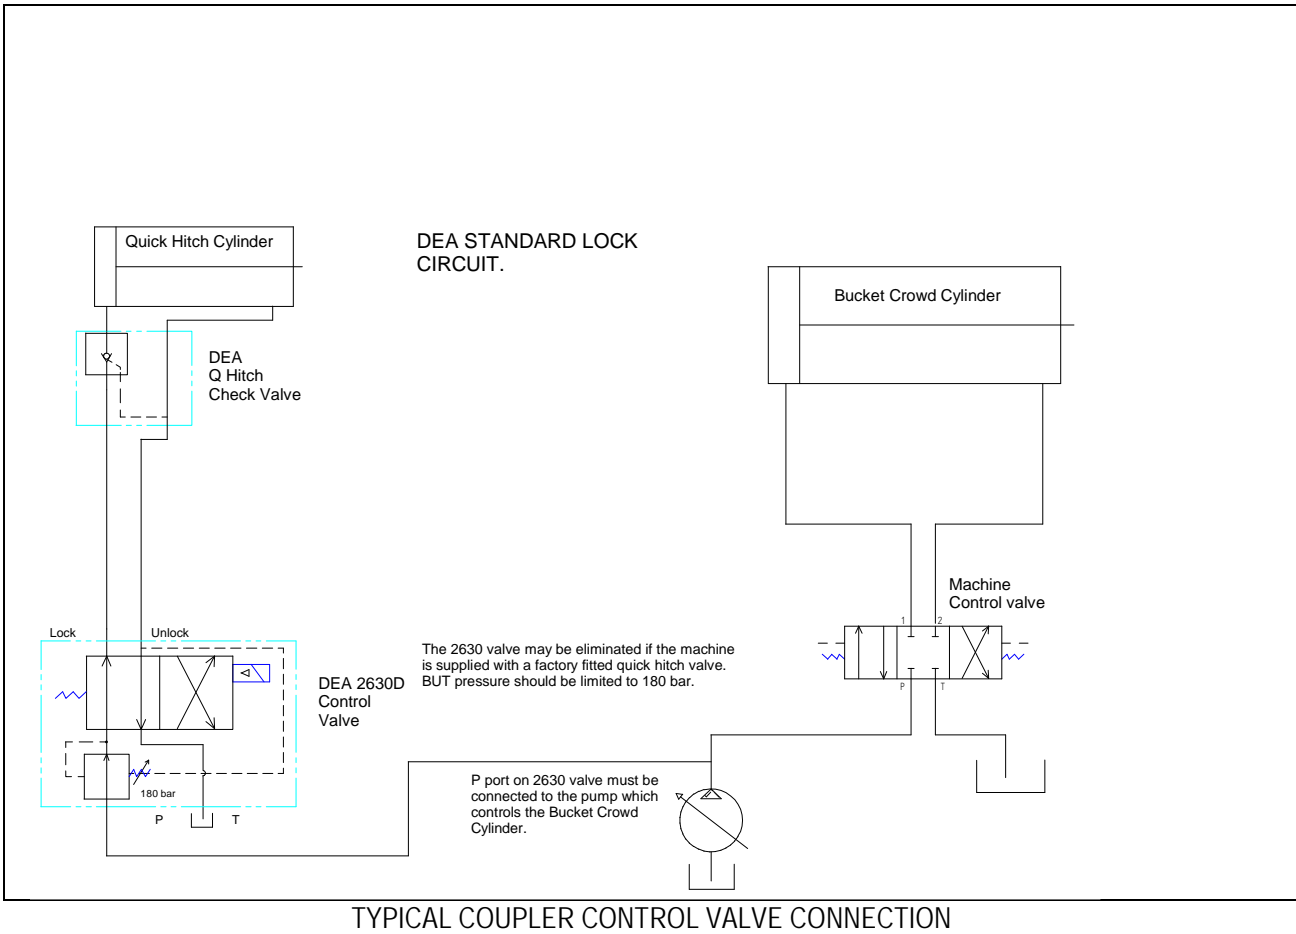 Quick Hitch Cylinder
DEA STANDARD LOCK
CIRCUIT.
Bucket Crowd Cylinder
DEA
Q Hitch
Check Valve
Machine
Control valve
1
2
P
T
Lock
Unlock
The 2630 valve may be eliminated if the machine
is supplied with a factory fitted quick hitch valve.
BUT pressure should be limited to 180 bar.
DEA 2630D
Control
Valve
180 bar
P
T
P port on 2630 valve must be
connected to the pump which
controls the Bucket Crowd
Cylinder.
TYPICAL COUPLER CONTROL VALVE CONNECTION